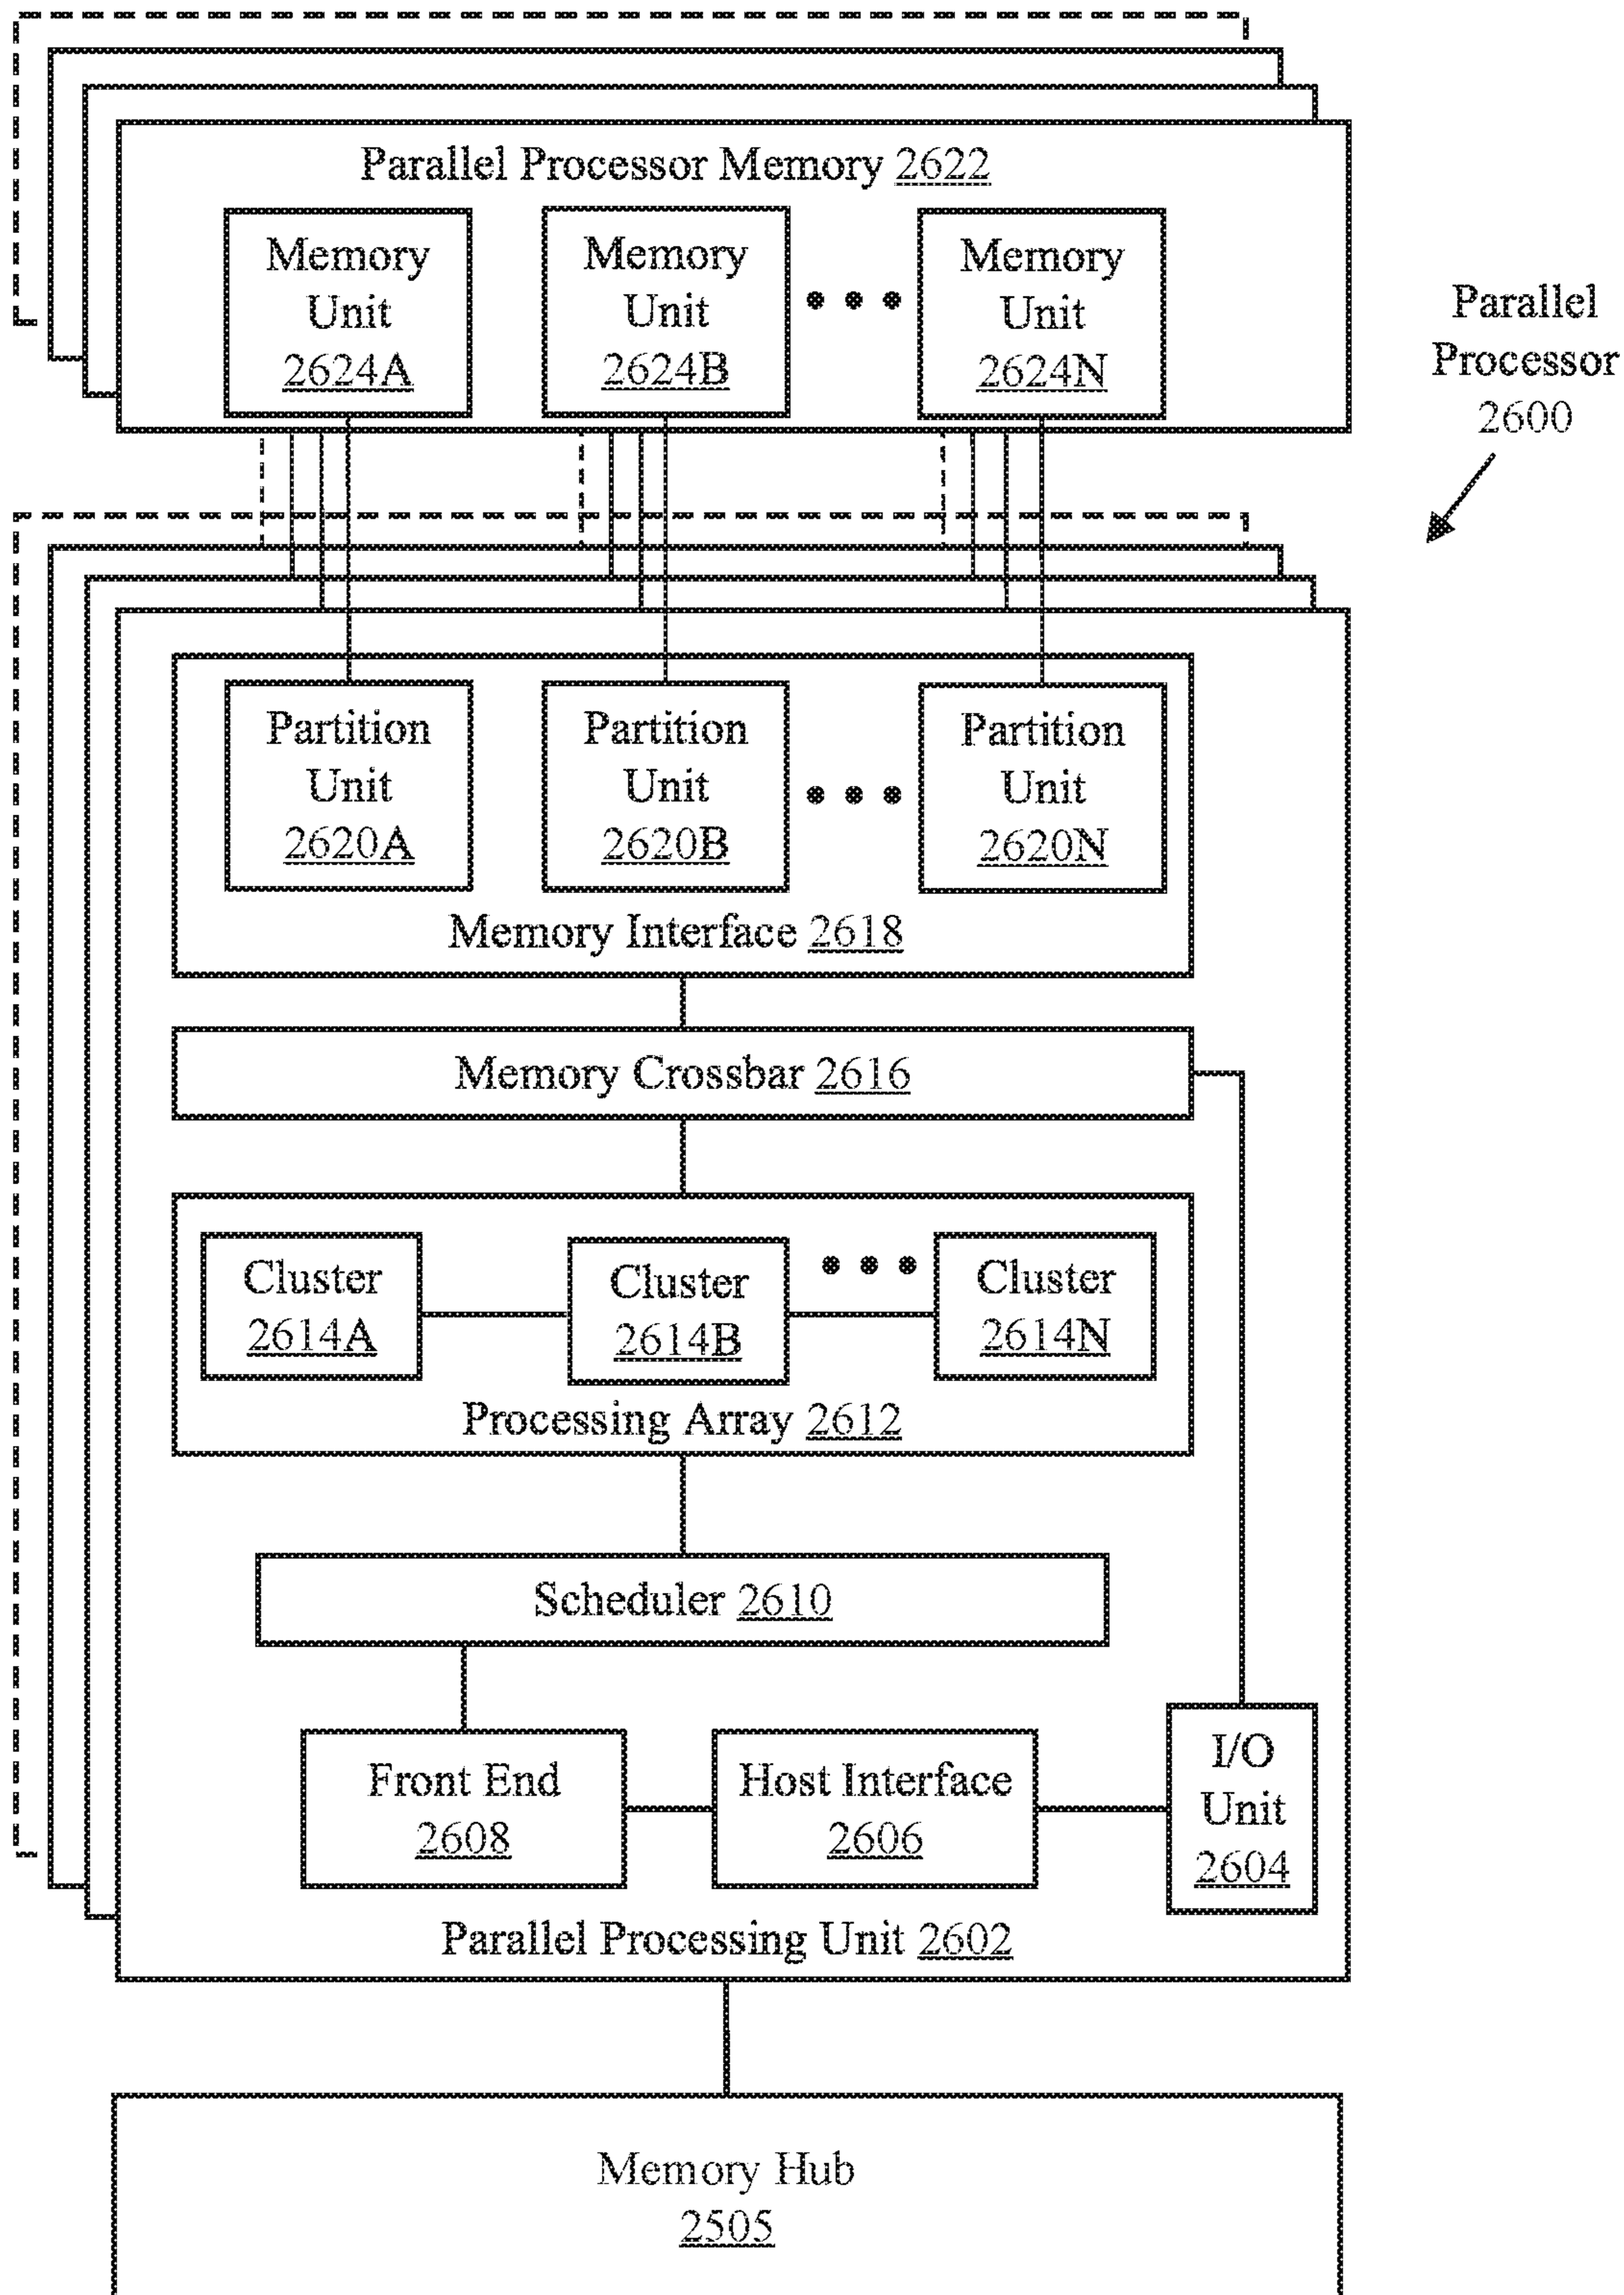 Parallel Processor Memory 2622
Memory
Unit
2624A
Memory
Unit
2624B
Memory
Unit
2624N
Parallel
Processor
2600
Partition
Unit
2620A
Partition
Unit
2620B
Partition
Unit
2620N
Memory Interface 2618
Memory Crossbar 2616
Cluster
2614A
Cluster
2614B
Cluster
2614N
Processing Array 2612
Scheduler 2610
Front End
2608
Host Interface
2606
I/O
Unit
2604
Parallel Processing Unit 2602
Memory Hub
2505